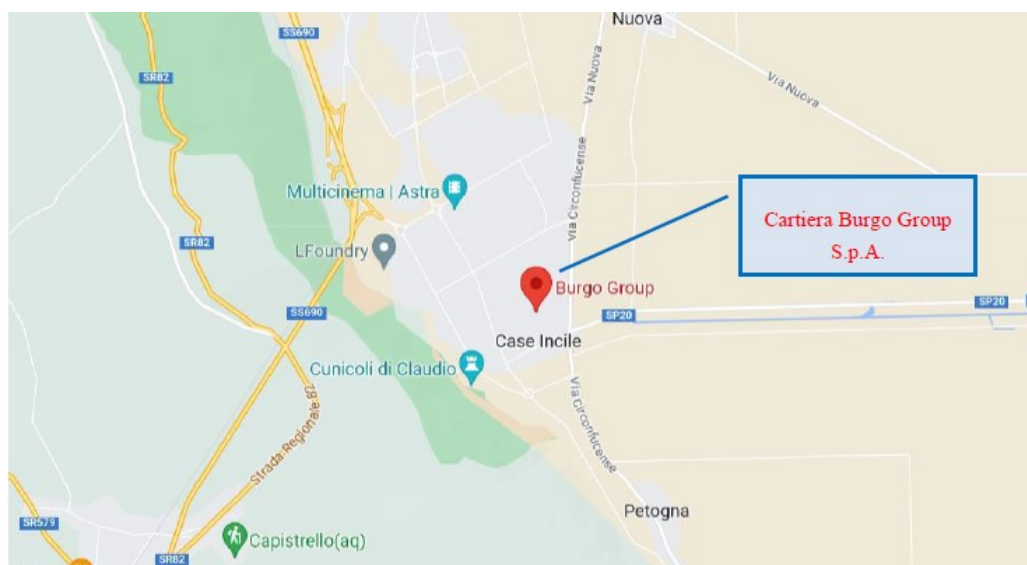 Nuova
SS690
SR82
Via Nuova
Via Nuova
Multicinema | Astra
Via Circonfucense
Cartiera Burgo Group
S.p.A.
SR82
LFoundry
SS690
Burgo Group
SP20
SP20
Case Incile
Cunicoli di Claudio
Strada Regionale 82
Via Circonfucense
Petogna
SR579
Capistrello(aq)
SR82